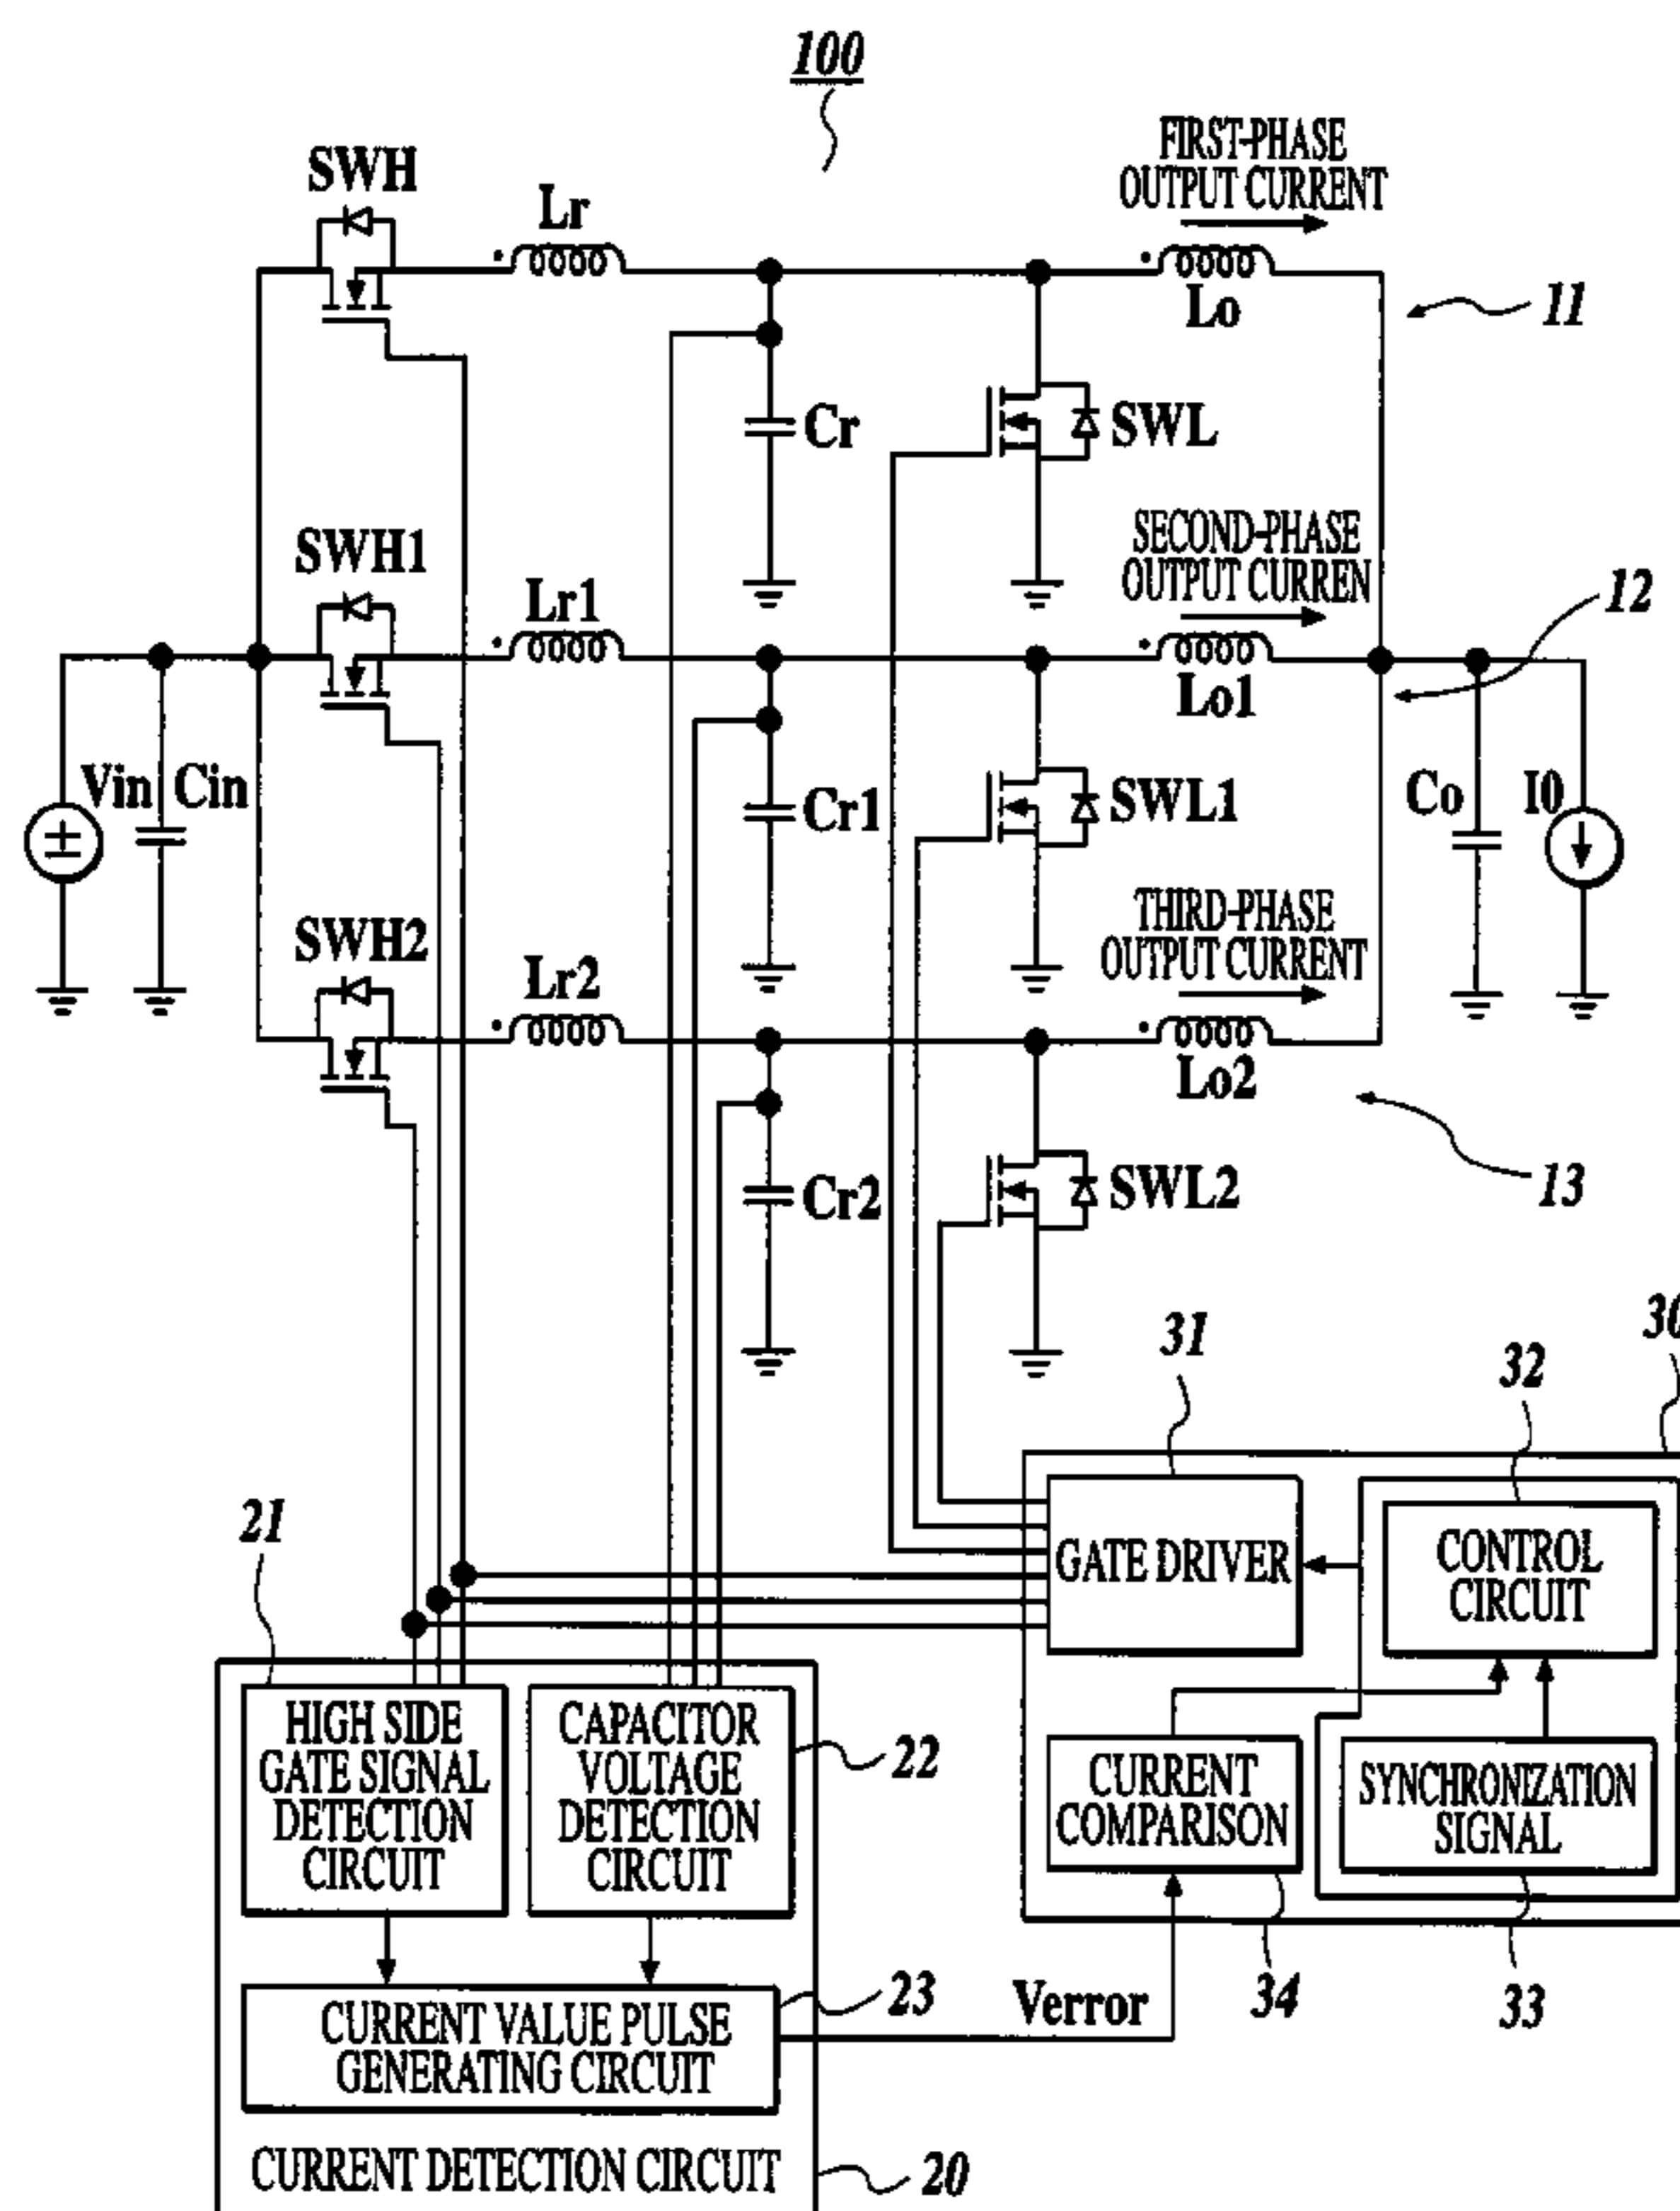 100
FIRST-PHASE
OUTPUT CURRENT
SWH
Lr
Lo
11
Cr
SWL
SECOND-PHASE
OUTPUT CURREN
SWH1
Lr1
12
Lo1
Vin
Cin
Cr1
SWL1
Co
I0
THIRD-PHASE
OUTPUT CURRENT
SWH2
Lr2
Lo2
Cr2
SWL2
13
30
31
32
21
GATE DRIVER
CONTROL
CIRCUIT
HIGH SIDE
GATE SIGNAL
DETECTION
CIRCUIT
CAPACITOR
VOLTAGE
DETECTION
CIRCUIT
22
CURRENT
COMPARISON
SYNCHRONIZATION
SIGNAL
23
Verror
34
33
CURRENT VALUE PULSE
GENERATING CIRCUIT
CURRENT DETECTION CIRCUIT
20